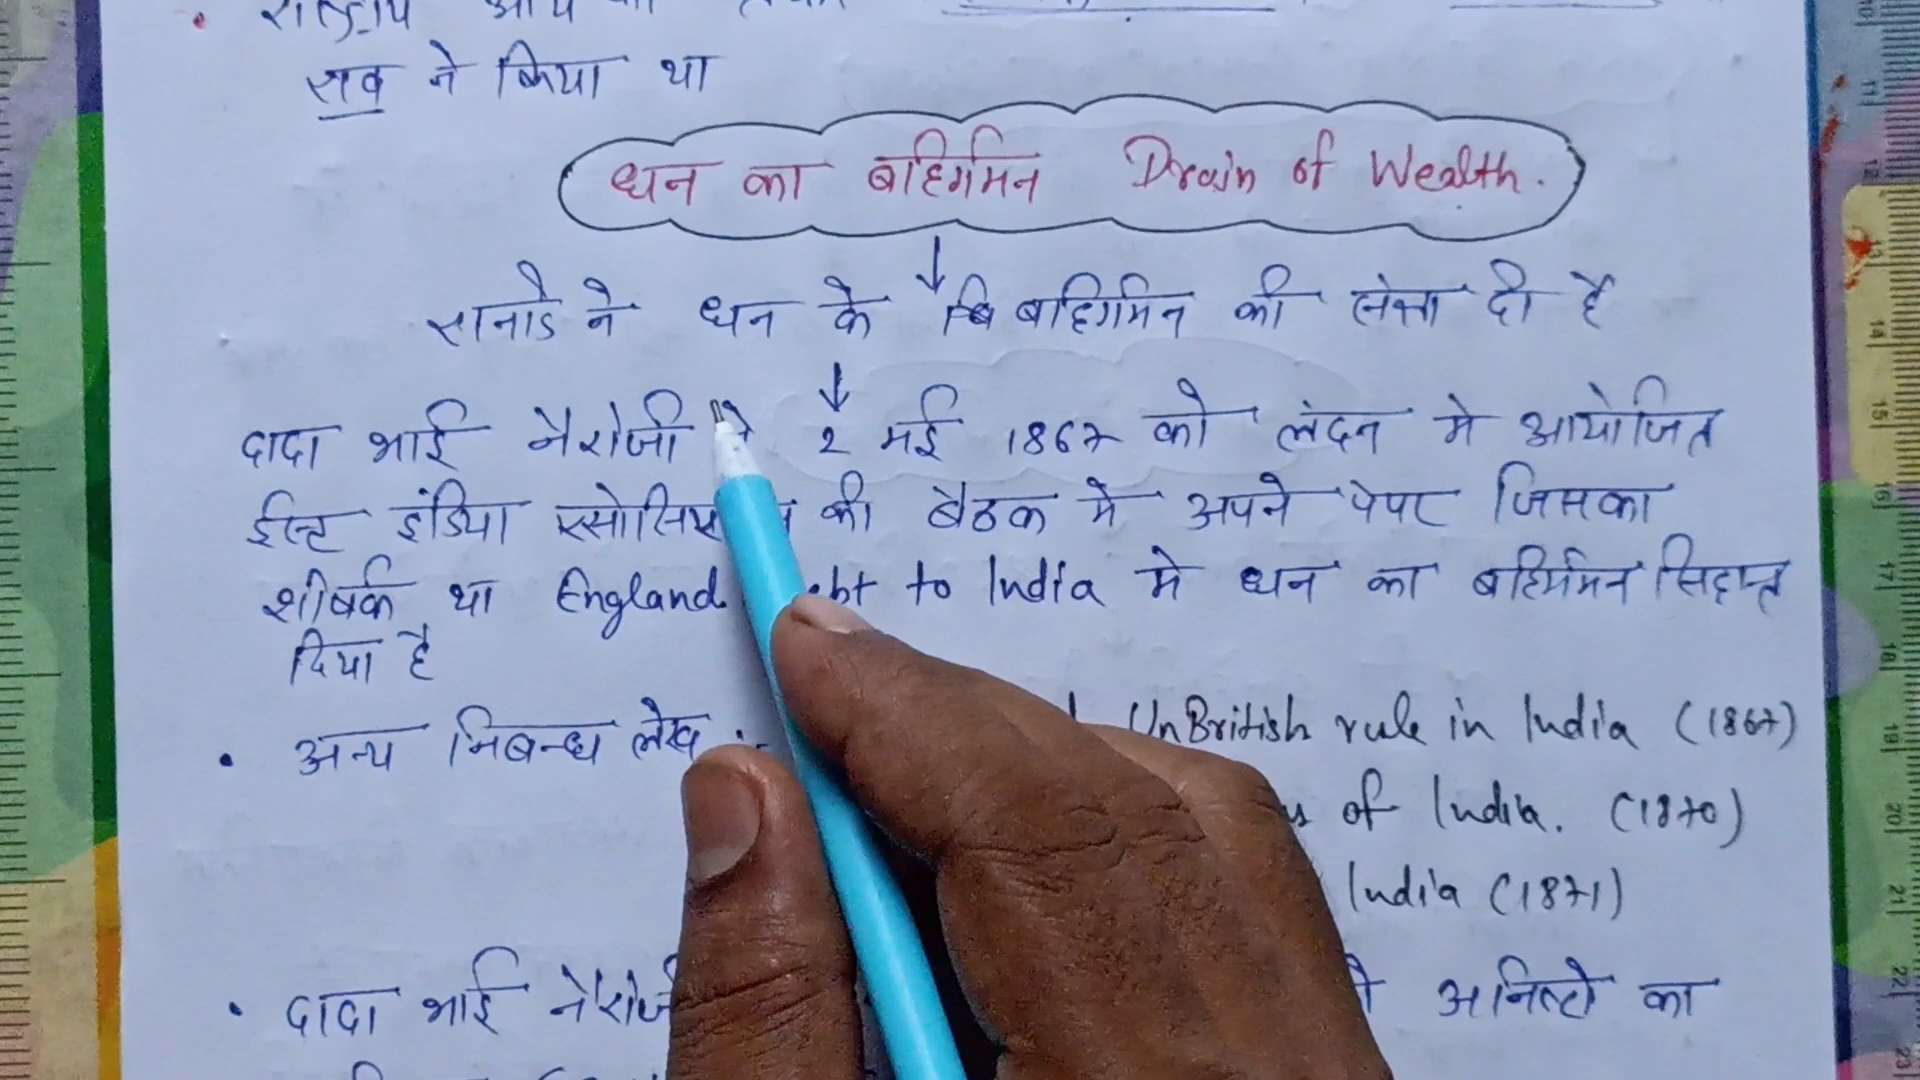 राव ने किया था
धन का बहिर्गमन Drain of Wealth.
रानाडे ने धन के बहिर्गमन की संज्ञा दी है
दादा भाई नैरोजी ने 2 मई 1867 को लंदन मे आयोजित
ईस्ट इंडिया की बैठक मे अपने पेपर जिसका
शीर्षक था England to India मे धन का बहिर्गमन सिद्धान्त
दिया है
• अन्य निबन्ध लेख :- UnBritish rule in India (1867)
of India. (1870)
India (1871)
• दादा भाई का